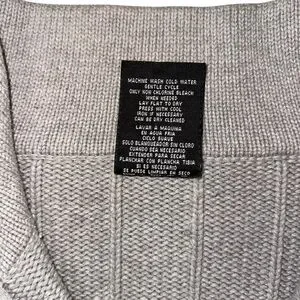 MACHINE WASH COLD WATER
GENTLE CYCLE
ONLY NON CHLORINE BLEACH
WHEN NEEDED
LAY FLAT TO DRY
PRESS WITH COOL
IRON IF NECESSARY
CAN BE DRY CLEANED
LAVAR A MAQUINA
EN AGUA FRIA
CICLO SUAVE
SOLO BLANQUEADOR SIN CLORO
CUANDO SEA NECESARIO
EXTENDER PARA SECAR
PLANCHAR CON PLANCHA TIBIA
SI ES NECESARIO
SE PUEDE LIMPIAR EN SECO